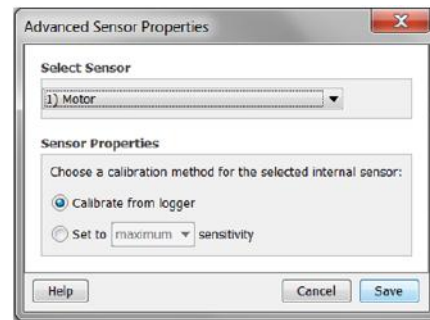 Advanced Sensor Properties
Select Sensor
1) Motor
Sensor Properties
Choose a calibration method for the selected internal sensor:
Calibrate from logger
Set to maximum sensitivity
Help Cancel Save